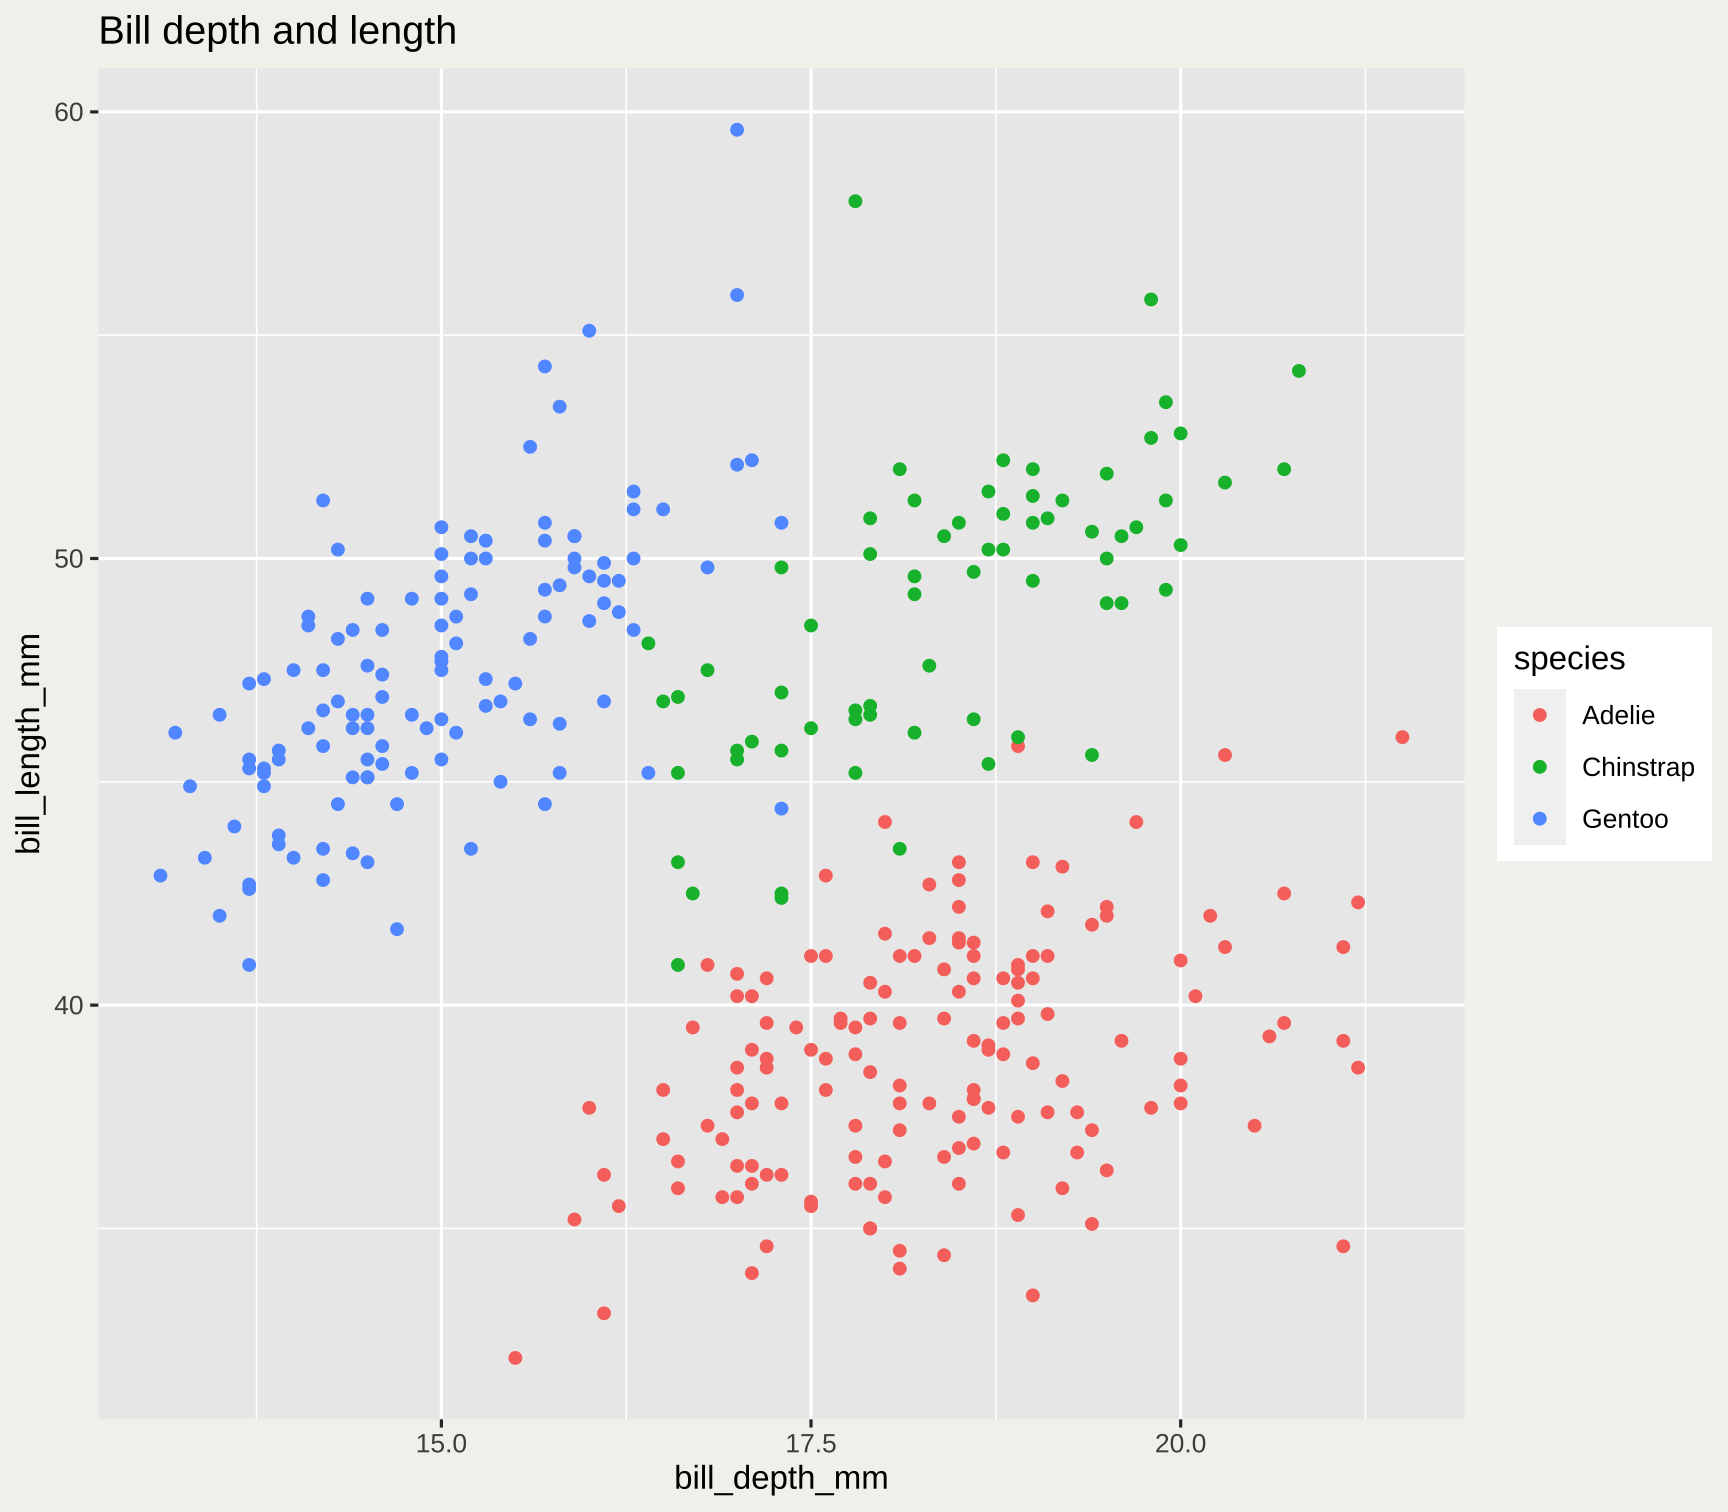 Bill depth and length
60
50
40
bill_length_mm
15.0
17.5
20.0
bill_depth_mm
species
Adelie
Chinstrap
Gentoo